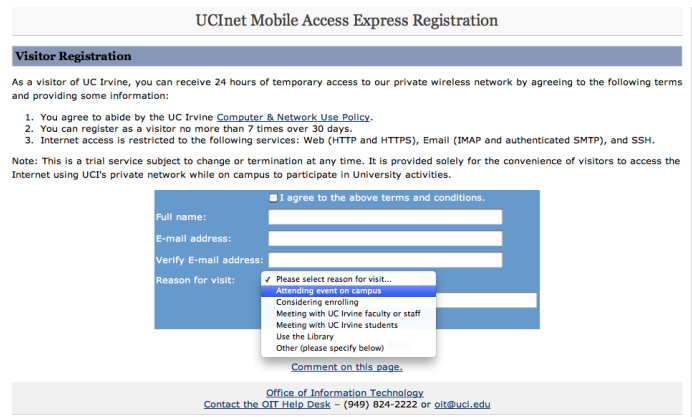 UCInet Mobile Access Express Registration
Visitor Registration
As a visitor of UC Irvine, you can receive 24 hours of temporary access to our private wireless network by agreeing to the following terms
and providing some information:
1. You agree to abide by the UC Irvine Computer & Network Use Policy.
2. You can register as a visitor no more than 7 times over 30 days.
3. Internet access is restricted to the following services: Web (HTTP and HTTPS), Email (IMAP and authenticated SMTP), and SSH.
Note: This is a trial service subject to change or termination at any time. It is provided solely for the convenience of visitors to access the
Internet using UCI's private network while on campus to participate in University activities.
I agree to the above terms and conditions.
Full name:
E-mail address:
Verify E-mail address:
Reason for visit:
✓ Please select reason for visit...
Attending event on campus
Considering enrolling
Meeting with UC Irvine faculty or staff
Meeting with UC Irvine students
Use the Library
Other (please specify below)
Comment on this page.
Office of Information Technology
Contact the OIT Help Desk – (949) 824-2222 or oit@uci.edu